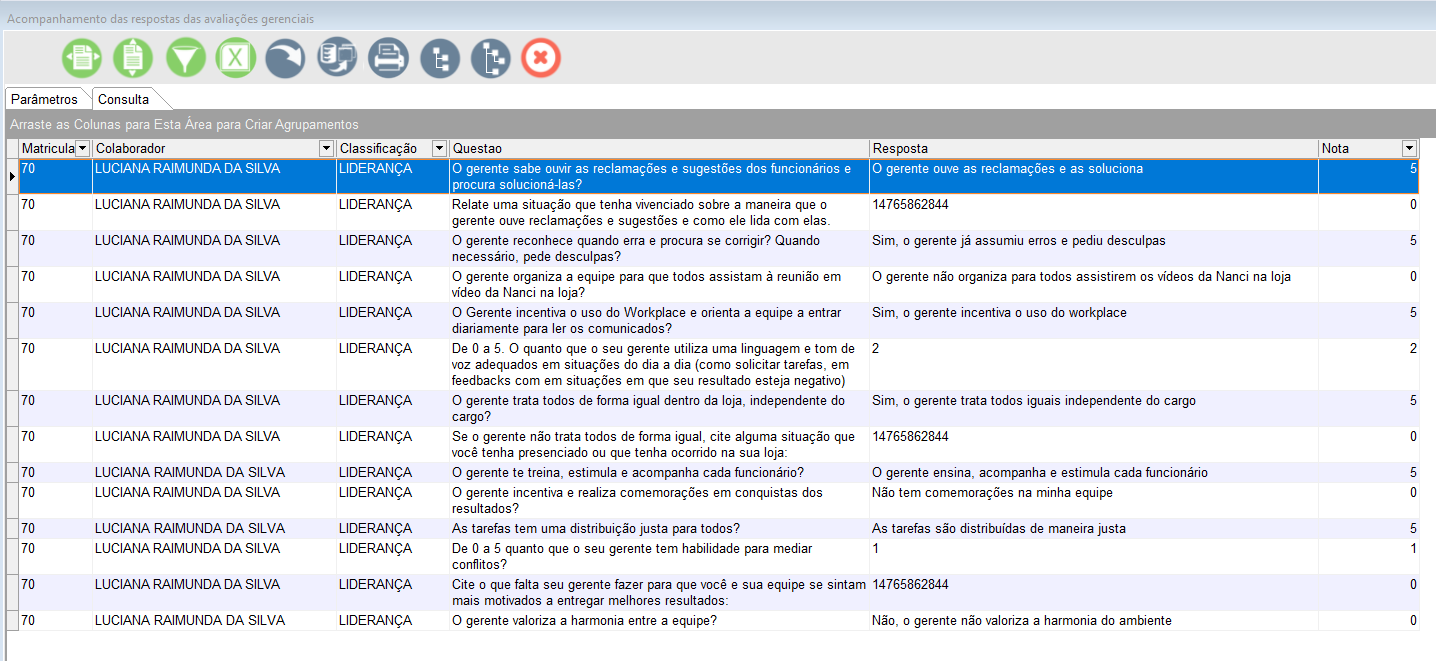 Acompanhamento das respostas das avaliações gerenciais
X
Parâmetros Consulta
Arraste as Colunas para Esta Área para Criar Agrupamentos
Matricula Colaborador Classificação Questao Resposta Nota
70 LUCIANA RAIMUNDA DA SILVA LIDERANÇA O gerente sabe ouvir as reclamações e sugestões dos funcionários e O gerente ouve as reclamações e as soluciona 5
procura solucioná-las?
70 LUCIANA RAIMUNDA DA SILVA LIDERANÇA Relate uma situação que tenha vivenciado sobre a maneira que o 14765862844 0
gerente ouve reclamações e sugestões e como ele lida com elas.
70 LUCIANA RAIMUNDA DA SILVA LIDERANÇA O gerente reconhece quando erra e procura se corrigir? Quando Sim, o gerente já assumiu erros e pediu desculpas 5
necessário, pede desculpas?
70 LUCIANA RAIMUNDA DA SILVA LIDERANÇA O gerente organiza a equipe para que todos assistam à reunião em O gerente não organiza para todos assistirem os vídeos da Nanci na loja 0
vídeo da Nanci na loja?
70 LUCIANA RAIMUNDA DA SILVA LIDERANÇA O Gerente incentiva o uso do Workplace e orienta a equipe a entrar Sim, o gerente incentiva o uso do workplace 5
diariamente para ler os comunicados?
70 LUCIANA RAIMUNDA DA SILVA LIDERANÇA De 0 a 5. O quanto que o seu gerente utiliza uma linguagem e tom de 2 2
voz adequados em situações do dia a dia (como solicitar tarefas, em
feedbacks com em situações em que seu resultado esteja negativo)
70 LUCIANA RAIMUNDA DA SILVA LIDERANÇA O gerente trata todos de forma igual dentro da loja, independente do Sim, o gerente trata todos iguais independente do cargo 5
cargo?
70 LUCIANA RAIMUNDA DA SILVA LIDERANÇA Se o gerente não trata todos de forma igual, cite alguma situação que 14765862844 0
você tenha presenciado ou que tenha ocorrido na sua loja:
70 LUCIANA RAIMUNDA DA SILVA LIDERANÇA O gerente te treina, estimula e acompanha cada funcionário? O gerente ensina, acompanha e estimula cada funcionário 5
70 LUCIANA RAIMUNDA DA SILVA LIDERANÇA O gerente incentiva e realiza comemorações em conquistas dos Não tem comemorações na minha equipe 0
resultados?
70 LUCIANA RAIMUNDA DA SILVA LIDERANÇA As tarefas tem uma distribuição justa para todos? As tarefas são distribuídas de maneira justa 5
70 LUCIANA RAIMUNDA DA SILVA LIDERANÇA De 0 a 5 quanto que o seu gerente tem habilidade para mediar 1 1
conflitos?
70 LUCIANA RAIMUNDA DA SILVA LIDERANÇA Cite o que falta seu gerente fazer para que você e sua equipe se sintam 14765862844 0
mais motivados a entregar melhores resultados:
70 LUCIANA RAIMUNDA DA SILVA LIDERANÇA O gerente valoriza a harmonia entre a equipe? Não, o gerente não valoriza a harmonia do ambiente 0